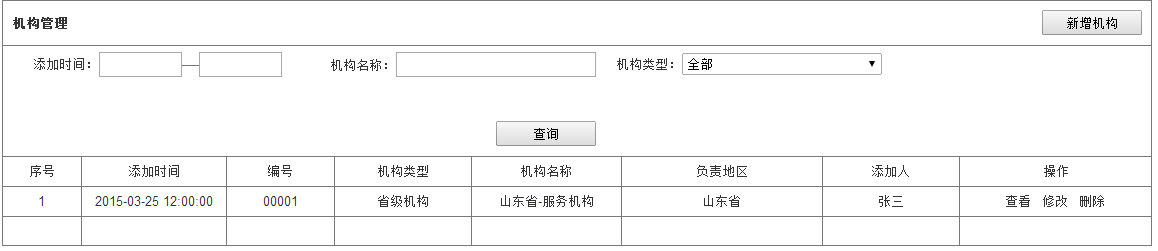 机构管理 新增机构
添加时间： — 机构名称： 机构类型： 全部
查询
序号 添加时间 编号 机构类型 机构名称 负责地区 添加人 操作
1 2015-03-25 12:00:00 00001 省级机构 山东省-服务机构 山东省 张三 查看 修改 删除